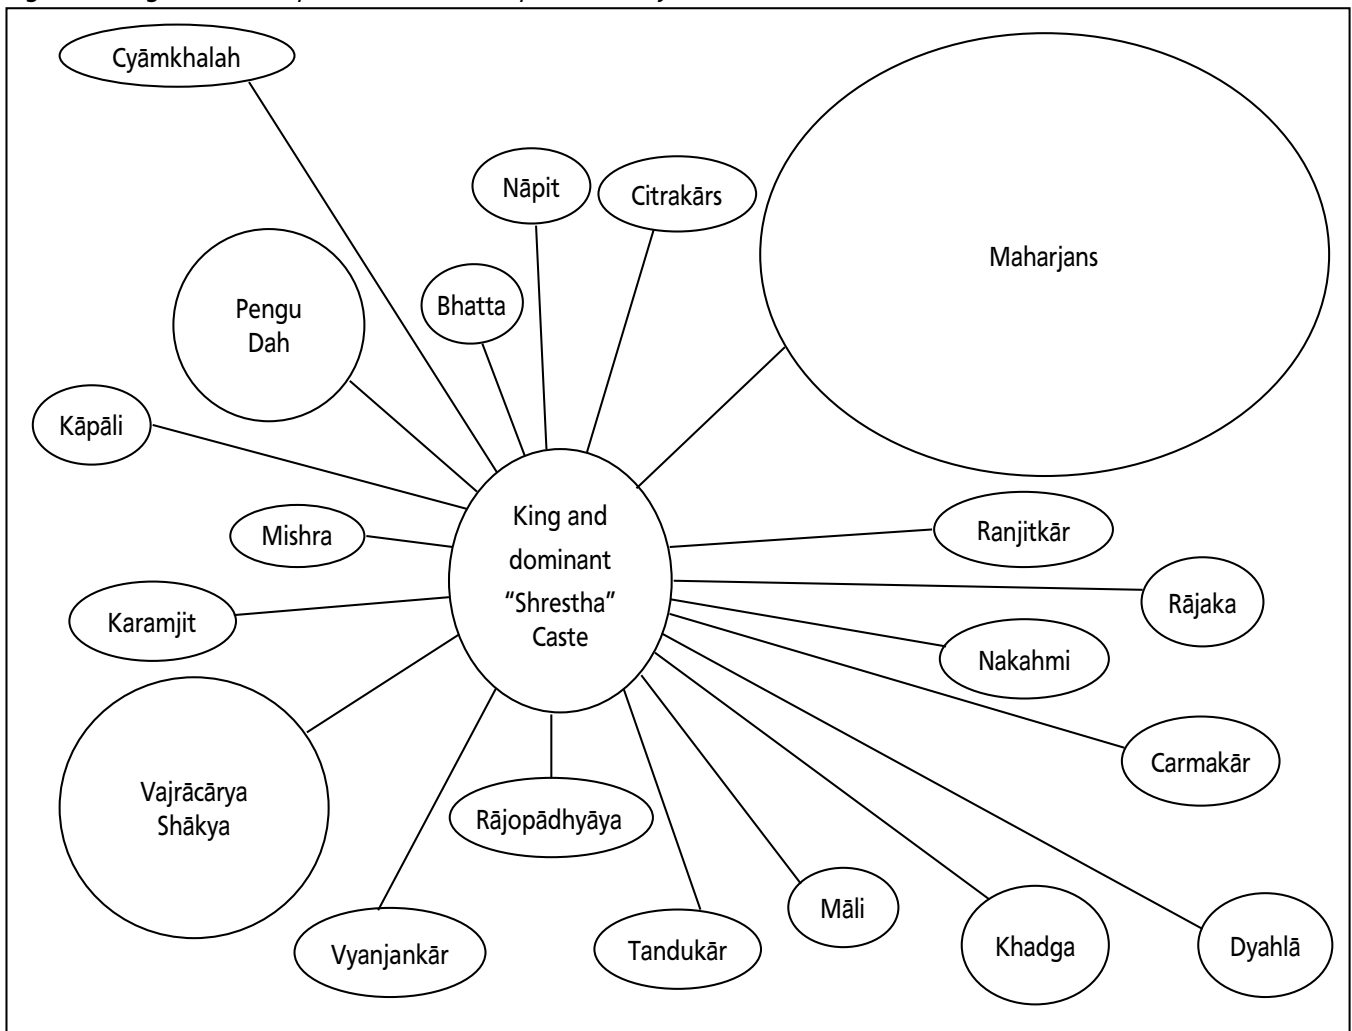 Cyāmkhalah
Nāpit
Citrakārs
Maharjans
Pengu
Dah
Bhatta
Kāpāli
King and
dominant
“Shrestha”
Caste
Mishra
Ranjitkār
Rājaka
Karamjit
Nakahmi
Carmakār
Vajrācārya
Shākya
Rājopādhyāya
Māli
Vyanjankār
Tandukār
Khadga
Dyahlā